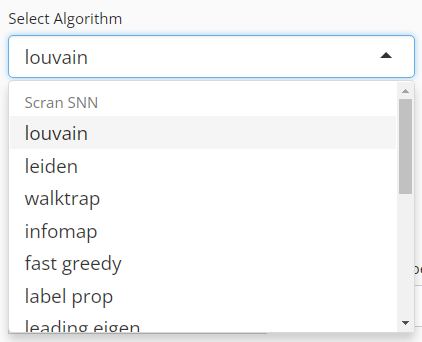 Select Algorithm
louvain
Scran SNN
louvain
leiden
walktrap
infomap
fast greedy
label prop
leading eigen